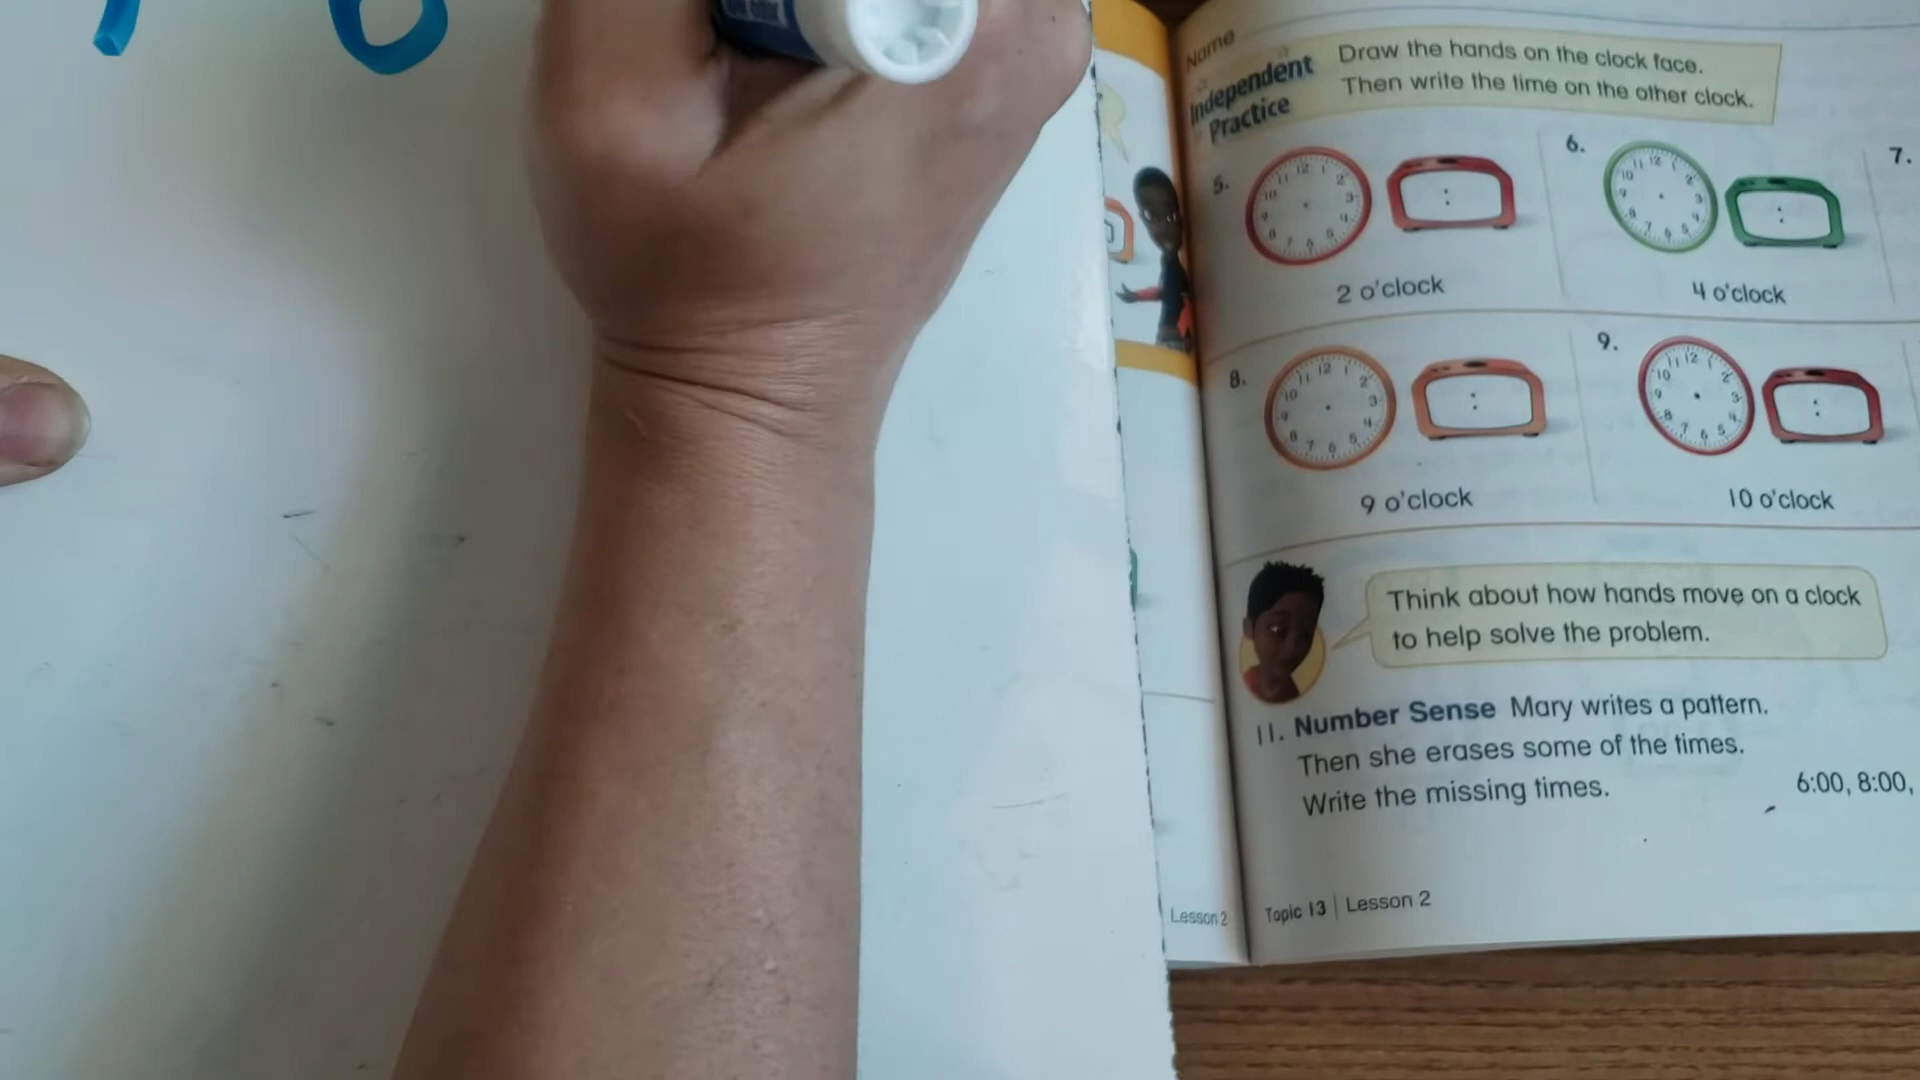 Name
Independent Practice
Draw the hands on the clock face.
Then write the time on the other clock.
5.
2 o'clock
6.
4 o'clock
7.
8.
9 o'clock
9.
10 o'clock
Think about how hands move on a clock
to help solve the problem.
11. Number Sense Mary writes a pattern.
Then she erases some of the times.
Write the missing times.
6:00, 8:00,
Lesson 2
Topic 13 | Lesson 2